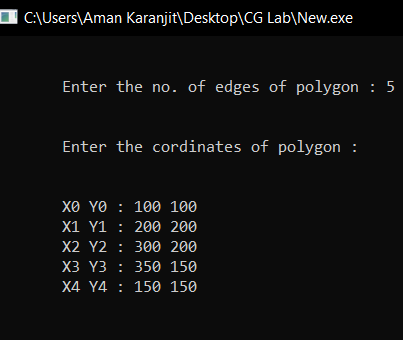 C:\Users\Aman Karanjit\Desktop\CG Lab\New.exe
Enter the no. of edges of polygon : 5
Enter the cordinates of polygon :
X0 Y0 : 100 100
X1 Y1 : 200 200
X2 Y2 : 300 200
X3 Y3 : 350 150
X4 Y4 : 150 150